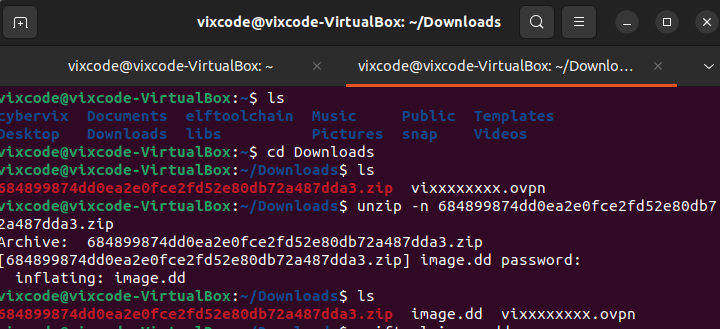 vixcode@vixcode-VirtualBox: ~/Downloads
vixcode@vixcode-VirtualBox: ~
vixcode@vixcode-VirtualBox: ~/Downlo...
vixcode@vixcode-VirtualBox:~$ ls
cybervix Documents elftoolchain Music Public Templates
Desktop Downloads libs Pictures snap Videos
vixcode@vixcode-VirtualBox:~$ cd Downloads
vixcode@vixcode-VirtualBox:~/Downloads$ ls
684899874dd0ea2e0fce2fd52e80db72a487dda3.zip vixxxxxxxx.ovpn
vixcode@vixcode-VirtualBox:~/Downloads$ unzip -n 684899874dd0ea2e0fce2fd52e80db7
2a487dda3.zip
Archive: 684899874dd0ea2e0fce2fd52e80db72a487dda3.zip
[684899874dd0ea2e0fce2fd52e80db72a487dda3.zip] image.dd password:
inflating: image.dd
vixcode@vixcode-VirtualBox:~/Downloads$ ls
684899874dd0ea2e0fce2fd52e80db72a487dda3.zip image.dd vixxxxxxxx.ovpn